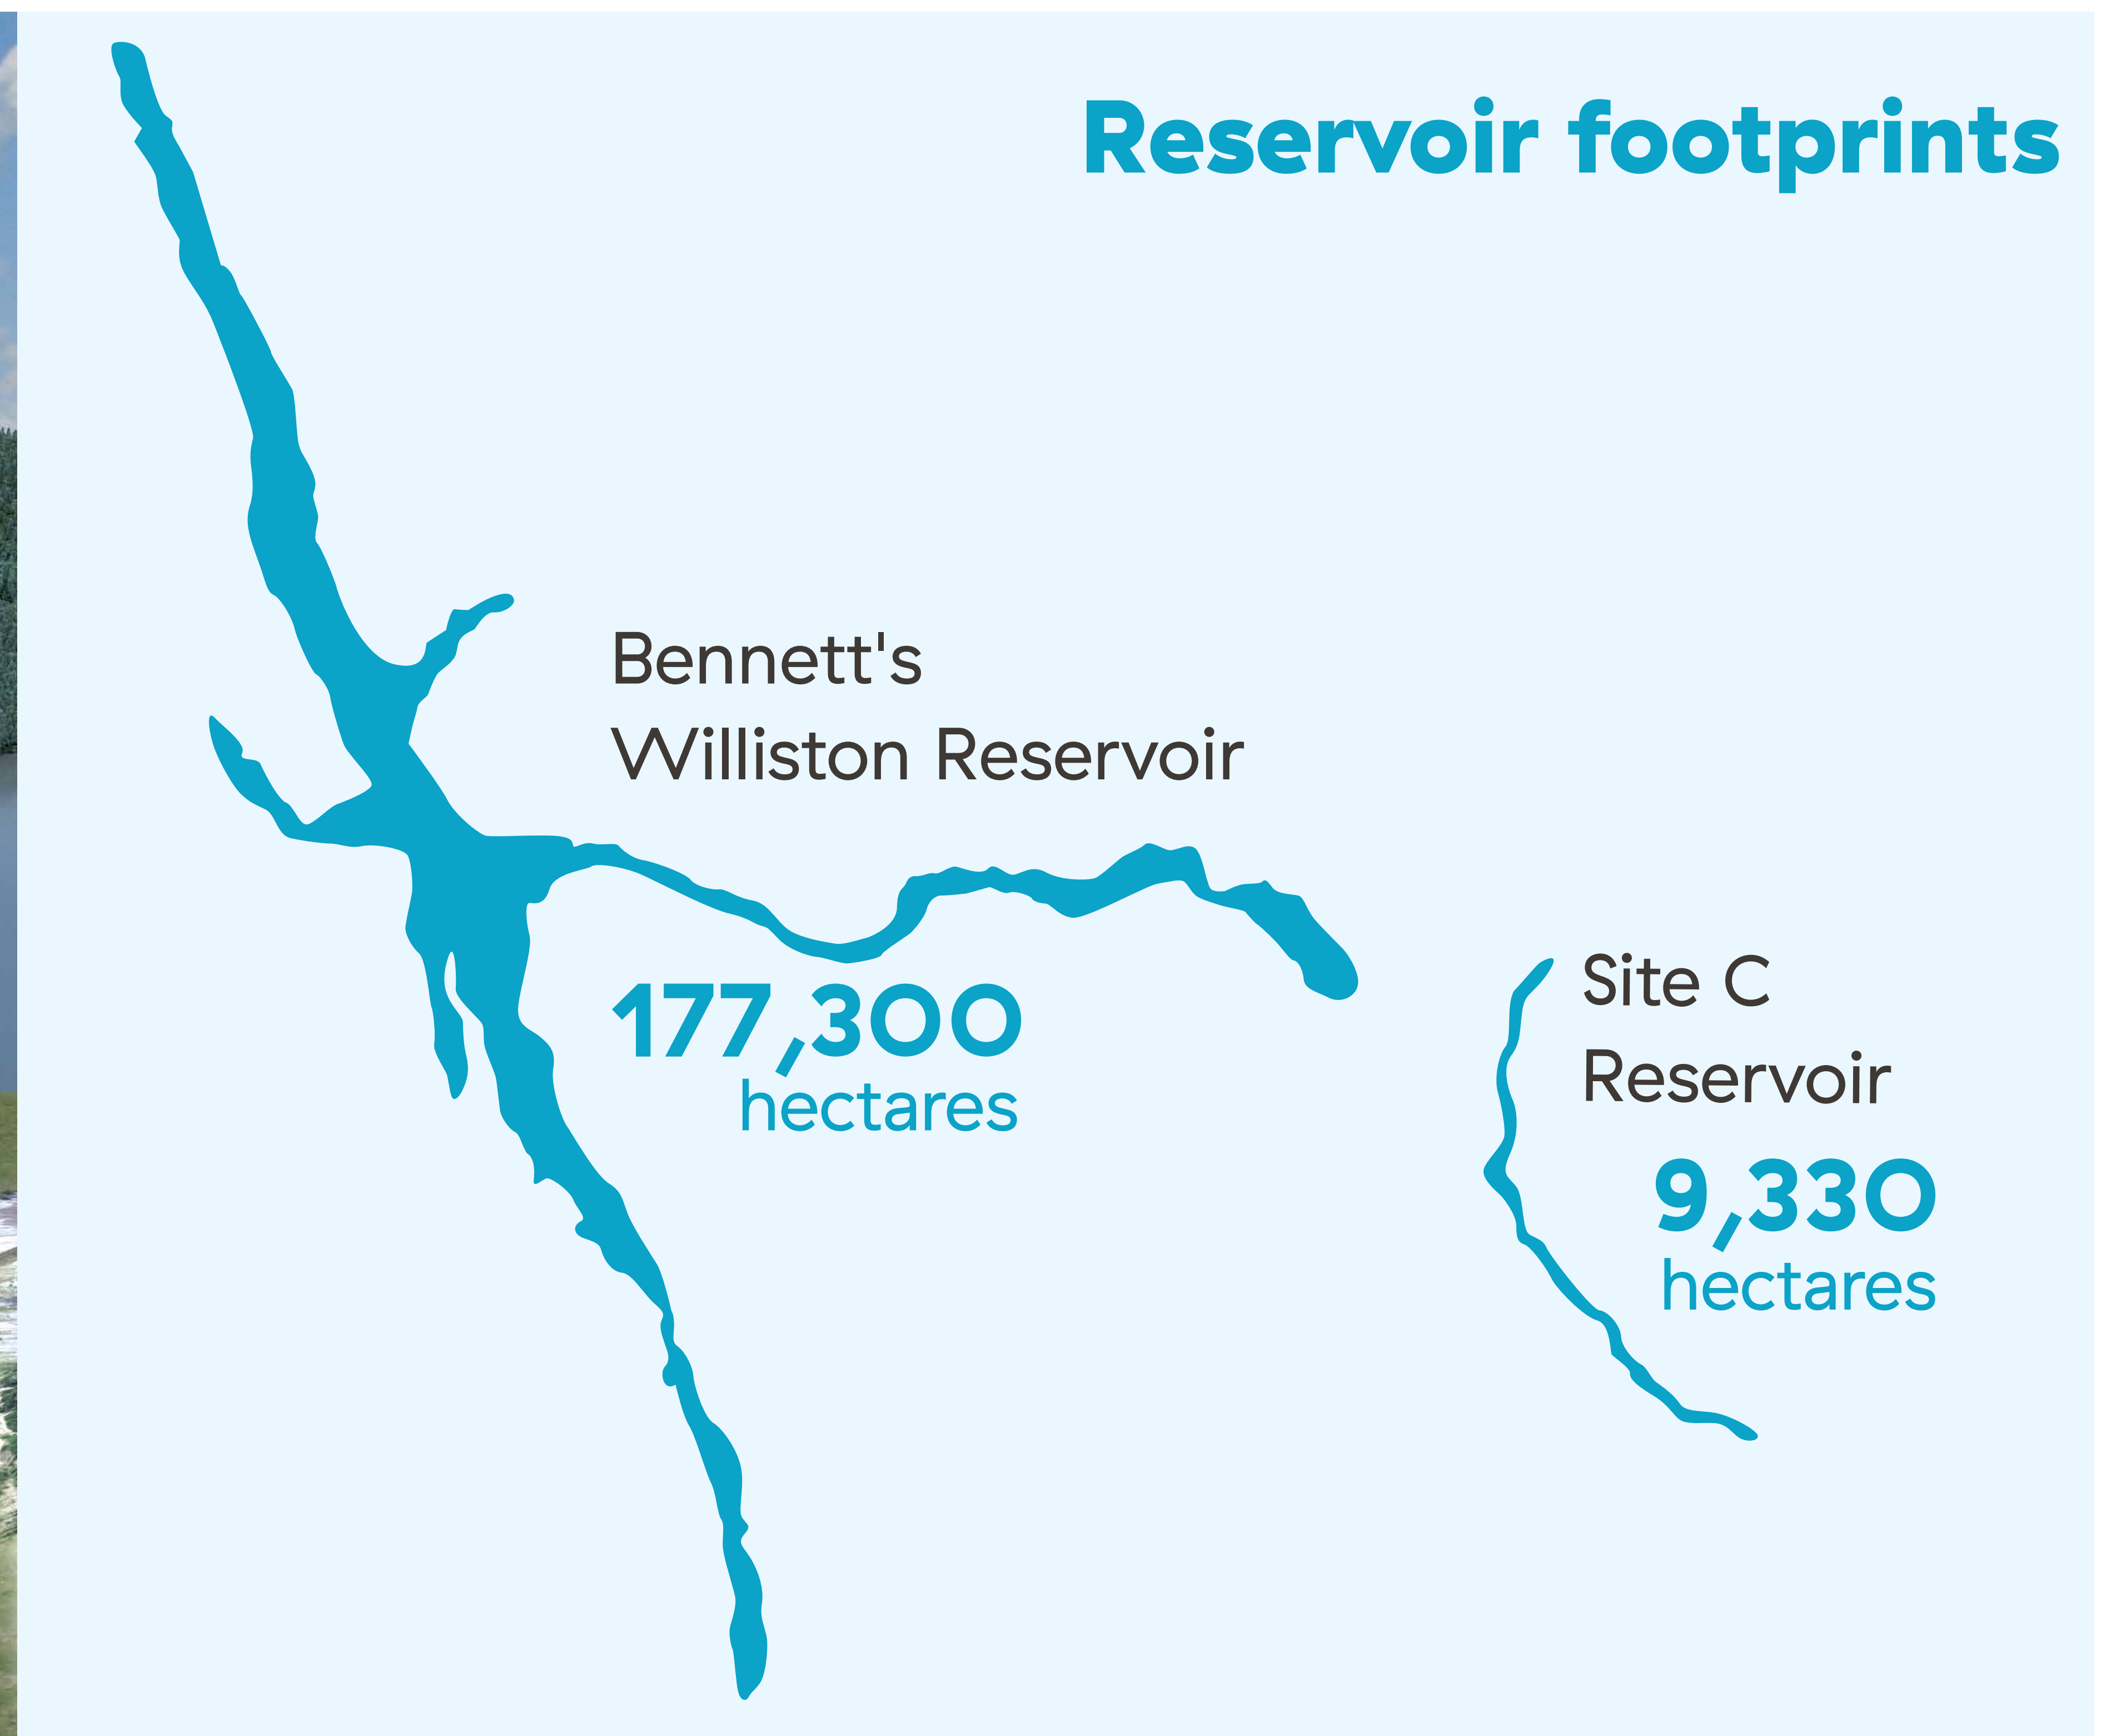 Reservoir footprints
Bennett's
Williston Reservoir
177,300
hectares
Site C
Reservoir
9,330
hectares